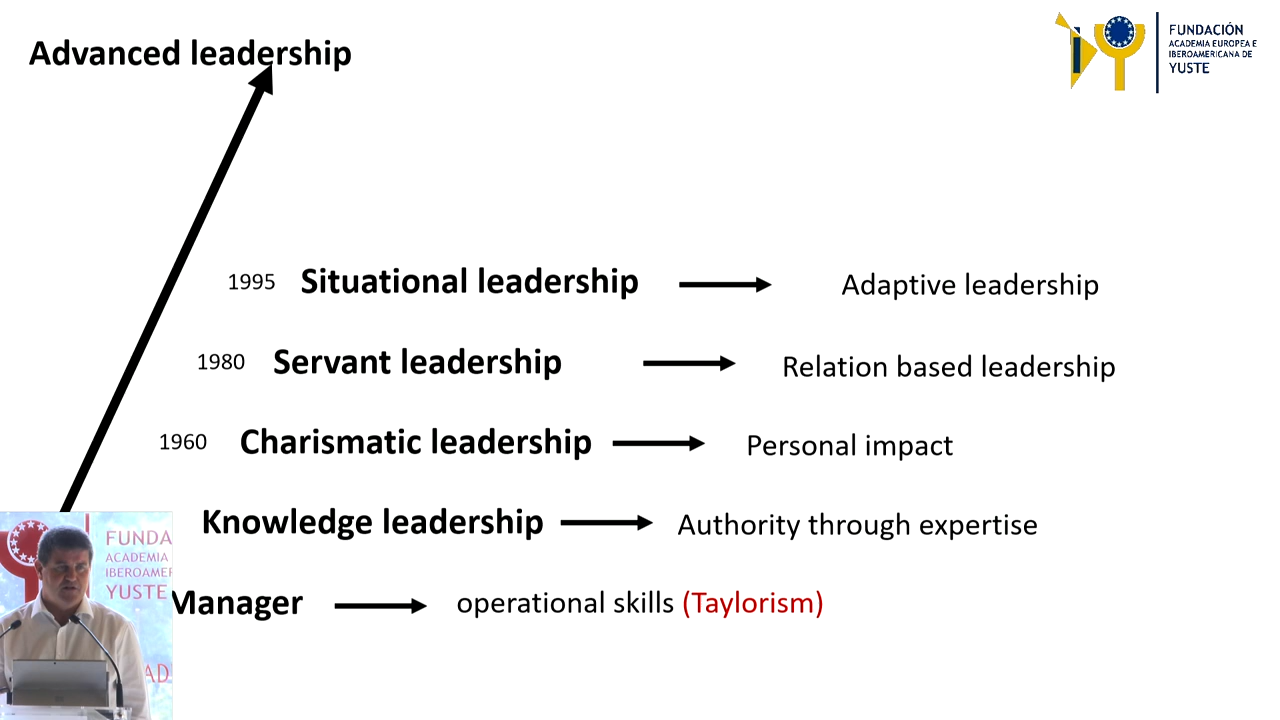 Advanced leadership
FUNDACIÓN
ACADEMIA EUROPEA E
IBEROAMERICANA DE
YUSTE
1995 Situational leadership Adaptive leadership
1980 Servant leadership Relation based leadership
1960 Charismatic leadership Personal impact
Knowledge leadership Authority through expertise
Manager operational skills (Taylorism)
FUNDA
ACADEMIA
IBEROAMER
YUSTE
AD